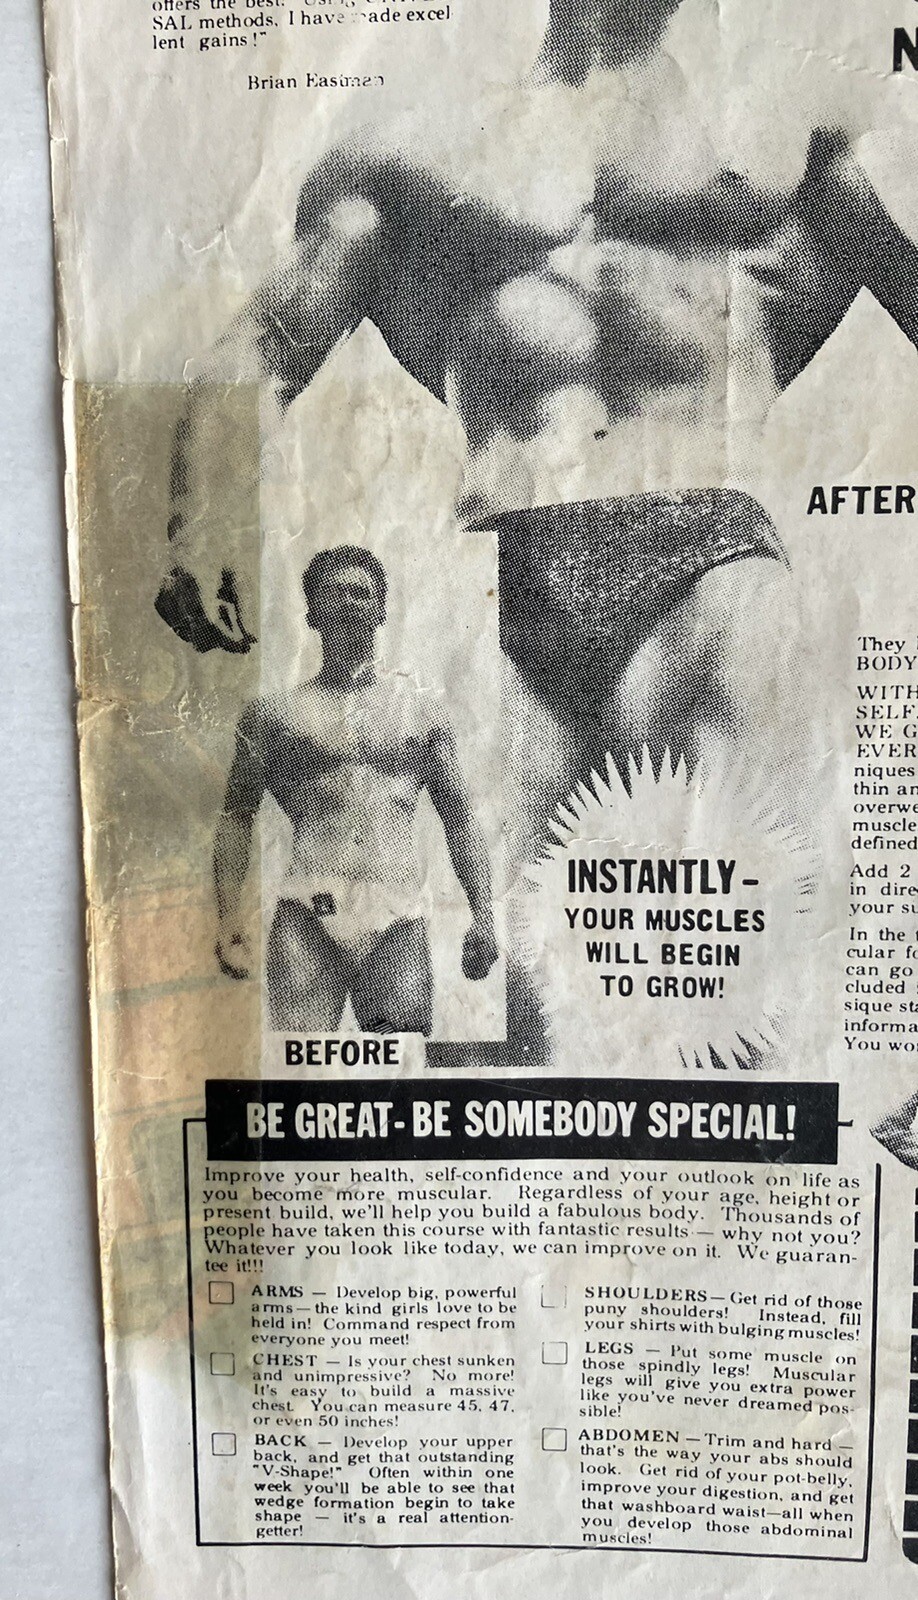 offers the best.
SAL methods, I have made excel
lent gains!"
Brian Eastman
N
AFTER
They
BODY
WITH
SELF
WE G
EVER
niques
thin an
overwe
muscle
defined
Add 2
in dire
your su
In the t
cular fo
can go
cluded
sique sta
informa
You wo
INSTANTLY-
YOUR MUSCLES
WILL BEGIN
TO GROW!
BEFORE
BE GREAT-BE SOMEBODY SPECIAL!
Improve your health, self-confidence and your outlook on life as
you become more muscular. Regardless of your age, height or
present build, we'll help you build a fabulous body. Thousands of
people have taken this course with fantastic results — why not you?
Whatever you look like today, we can improve on it. We guaran-
tee it!!!
ARMS — Develop big, powerful
arms—the kind girls love to be
held in! Command respect from
everyone you meet!
CHEST — Is your chest sunken
and unimpressive? No more!
It's easy to build a massive
chest. You can measure 45, 47,
or even 50 inches!
BACK — Develop your upper
back, and get that outstanding
"V-Shape!" Often within one
week you'll be able to see that
wedge formation begin to take
shape — it's a real attention-
getter!
SHOULDERS—Get rid of those
puny shoulders! Instead, fill
your shirts with bulging muscles!
LEGS — Put some muscle on
those spindly legs! Muscular
legs will give you extra power
like you've never dreamed pos-
sible!
ABDOMEN —Trim and hard —
that's the way your abs should
look. Get rid of your pot-belly,
improve your digestion, and get
that washboard waist—all when
you develop those abdominal
muscles!